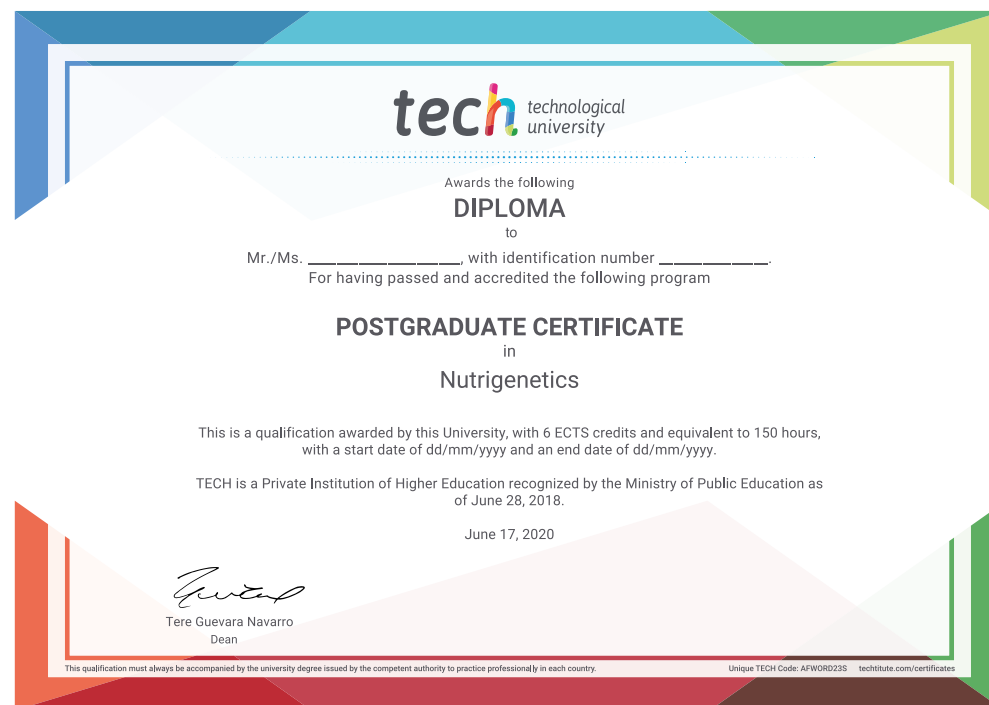 tech technological
university
Awards the following
DIPLOMA
to
Mr./Ms. __________________, with identification number _____________.
For having passed and accredited the following program
POSTGRADUATE CERTIFICATE
in
Nutrigenetics
This is a qualification awarded by this University, with 6 ECTS credits and equivalent to 150 hours,
with a start date of dd/mm/yyyy and an end date of dd/mm/yyyy.
TECH is a Private Institution of Higher Education recognized by the Ministry of Public Education as
of June 28, 2018.
June 17, 2020
Tere Guevara Navarro
Dean
This qualification must always be accompanied by the university degree issued by the competent authority to practice professionally in each country. Unique TECH Code: AFWORD23S techtitute.com/certificates